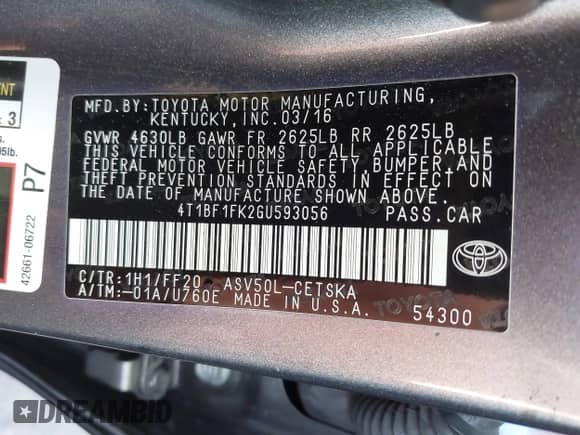 MFD.BY:TOYOTA MOTOR MANUFACTURING,
KENTUCKY,INC.03/16
GVWR 4630LB GAWR FR 2625LB RR 2625LB
THIS VEHICLE CONFORMS TO ALL APPLICABLE
FEDERAL MOTOR VEHICLE SAFETY, BUMPER, AND
THEFT PREVENTION STANDARDS IN EFFECT ON
THE DATE OF MANUFACTURE SHOWN ABOVE.
4T1BF1FK2GU593056 PASS.CAR
C/TR:1H1/FF20 ASV50L-CETSKA
A/TM:-01A/U760E MADE IN U.S.A. 54300
ENT
3
s.
5lb.
P7
42661-06722
DREAMBID